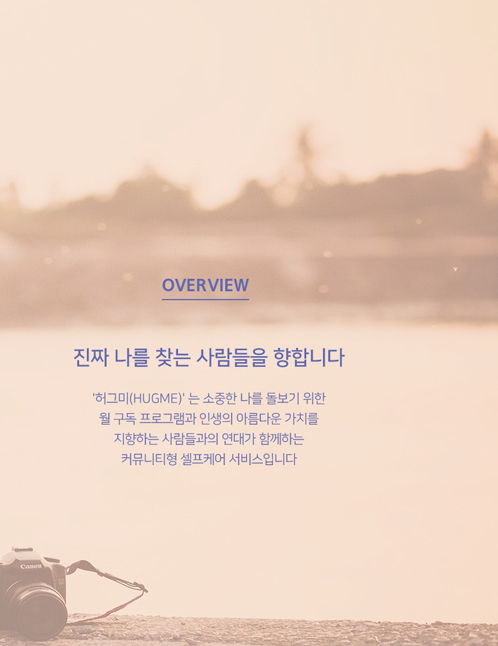 OVERVIEW
진짜 나를 찾는 사람들을 향합니다
'허그미(HUGME)' 는 소중한 나를 돌보기 위한
월 구독 프로그램과 인생의 아름다운 가치를
지향하는 사람들과의 연대가 함께하는
커뮤니티형 셀프케어 서비스입니다
Canon